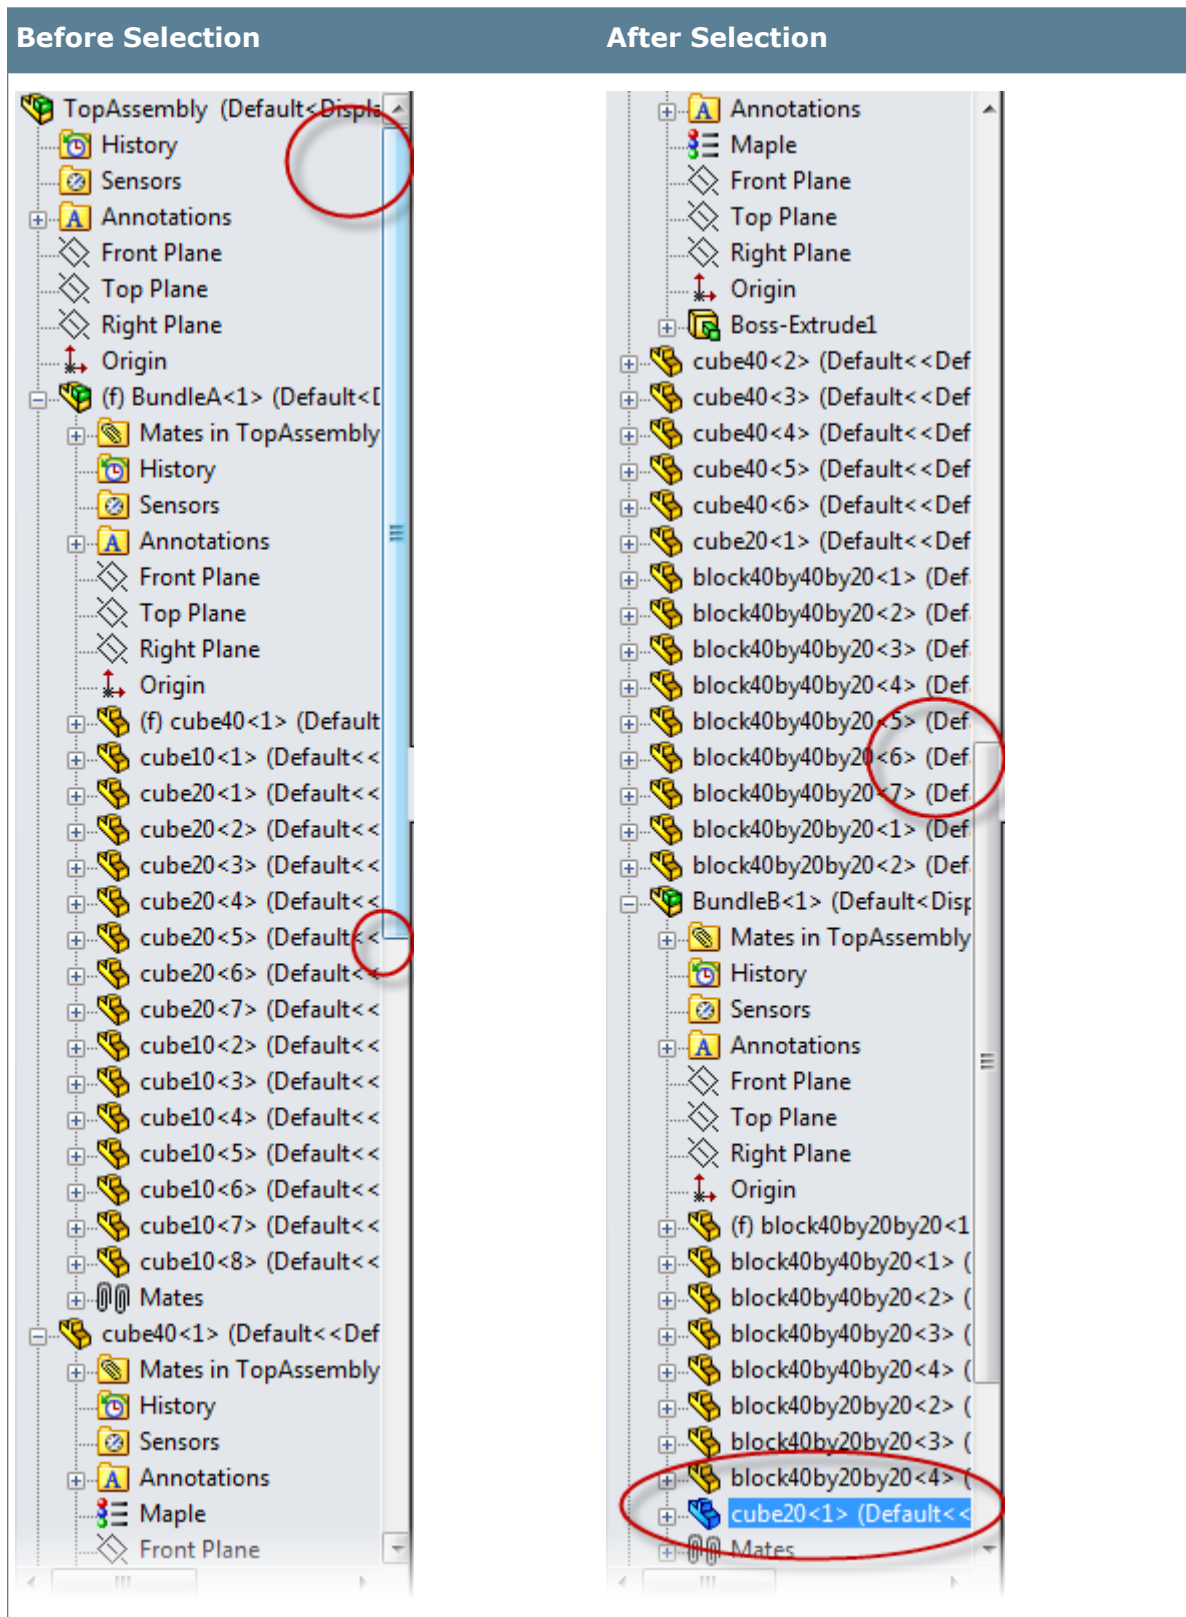 Before Selection
After Selection
TopAssembly (Default<Displa
History
Sensors
Annotations
Front Plane
Top Plane
Right Plane
Origin
(f) BundleA<1> (Default<D
Mates in TopAssembly
History
Sensors
Annotations
Front Plane
Top Plane
Right Plane
Origin
(f) cube40<1> (Default
cube10<1> (Default<<
cube20<1> (Default<<
cube20<2> (Default<<
cube20<3> (Default<<
cube20<4> (Default<<
cube20<5> (Default<<
cube20<6> (Default<<
cube20<7> (Default<<
cube10<2> (Default<<
cube10<3> (Default<<
cube10<4> (Default<<
cube10<5> (Default<<
cube10<6> (Default<<
cube10<7> (Default<<
cube10<8> (Default<<
Mates
cube40<1> (Default<<Def
Mates in TopAssembly
History
Sensors
Annotations
Maple
Front Plane
Annotations
Maple
Front Plane
Top Plane
Right Plane
Origin
Boss-Extrude1
cube40<2> (Default<<Def
cube40<3> (Default<<Def
cube40<4> (Default<<Def
cube40<5> (Default<<Def
cube40<6> (Default<<Def
cube20<1> (Default<<Def
block40by40by20<1> (Def
block40by40by20<2> (Def
block40by40by20<3> (Def
block40by40by20<4> (Def
block40by40by20<5> (Def
block40by40by20<6> (Def
block40by40by20<7> (Def
block40by20by20<1> (Def
block40by20by20<2> (Def
BundleB<1> (Default<Disp
Mates in TopAssembly
History
Sensors
Annotations
Front Plane
Top Plane
Right Plane
Origin
(f) block40by20by20<1
block40by40by20<1> (
block40by40by20<2> (
block40by40by20<3> (
block40by40by20<4> (
block40by20by20<2> (
block40by20by20<3> (
block40by20by20<4> (
cube20<1> (Default<<
Mates